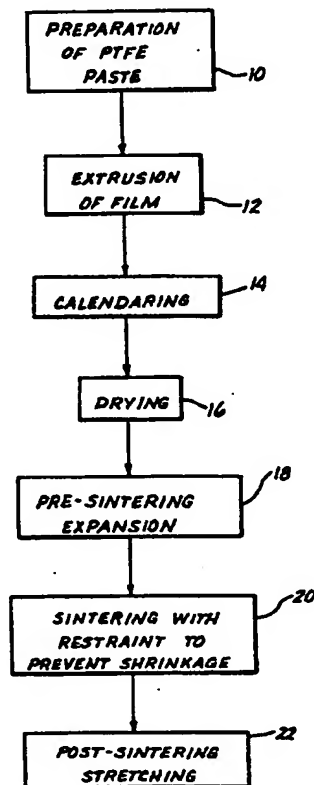 PREPARATION
OF PTFE
PASTE
10
EXTRUSION
OF FILM
12
CALENDARING
14
DRYING
16
PRE-SINTERING
EXPANSION
18
SINTERING WITH
RESTRAINT TO
PREVENT SHRINKAGE
20
POST-SINTERING
STRETCHING
22